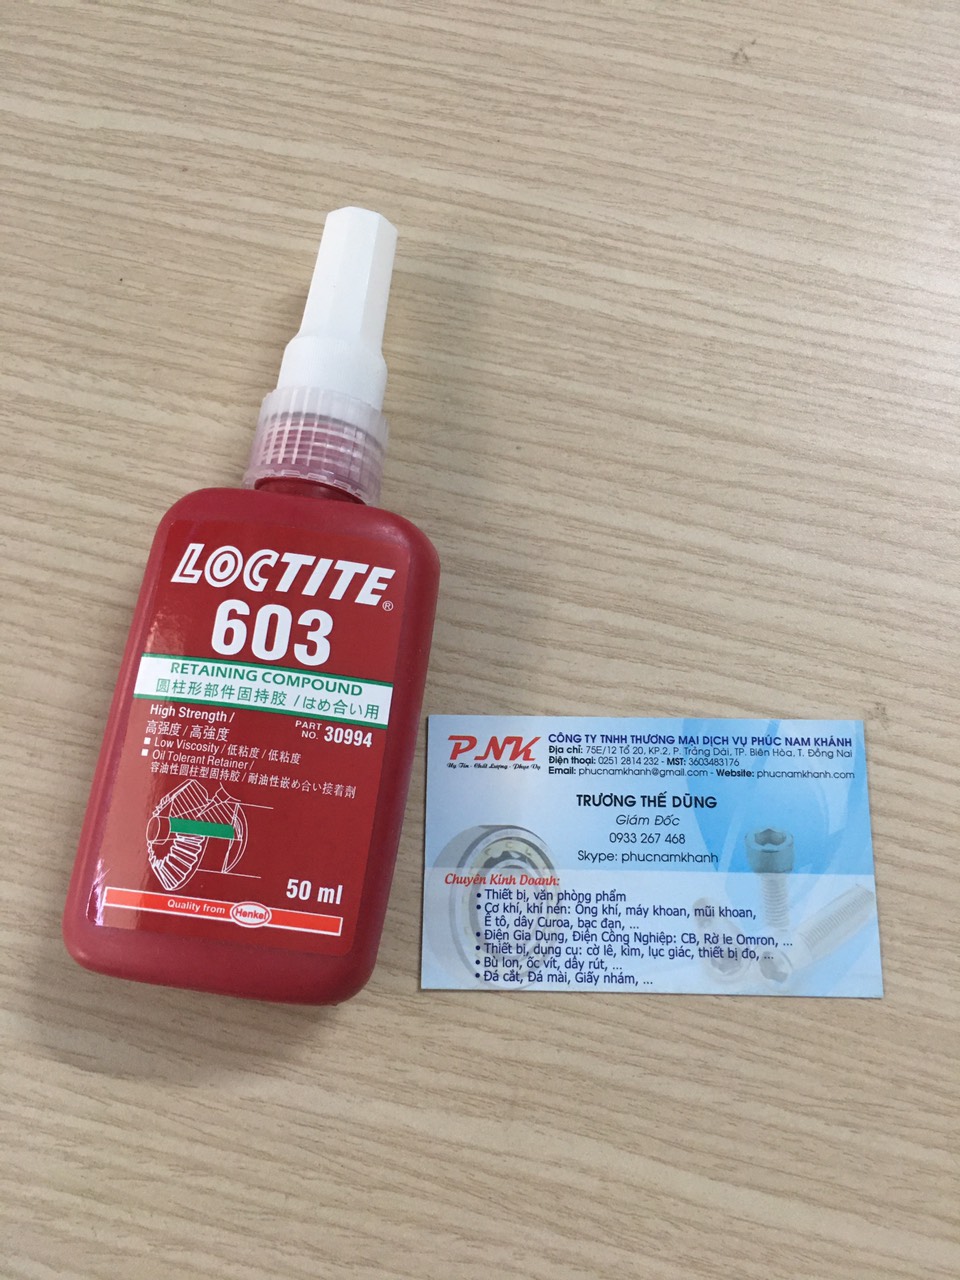 LOCTITE®
603
RETAINING COMPOUND
圆柱形部件固持胶 /はめ合い用
High Strength /
高强度 / 高強度
PART NO. 30994
■ Low Viscosity / 低粘度 / 低粘度
■ Oil Tolerant Retainer /
容油性圆柱型固持胶 / 耐油性嵌め合い接着劑
50 ml
Quality from Henkel
PNK
Uy Tín - Chất Lượng - Phục Vụ
CÔNG TY TNHH THƯƠNG MẠI DỊCH VỤ PHÚC NAM KHÁNH
Địa chỉ: 75E/12 Tổ 20, KP.2, P. Trảng Dài, TP. Biên Hòa, T. Đồng Nai
Điện thoại: 0251 2814 232 - MST: 3603483176
Email: phucnamkhanh@gmail.com - Website: phucnamkhanh.com
TRƯƠNG THẾ DŨNG
Giám Đốc
0933 267 468
Skype: phucnamkhanh
Chuyên Kinh Doanh:
• Thiết bị, văn phòng phẩm
• Cơ khí, khí nén: Ống khí, máy khoan, mũi khoan,
Ê tô, dây Curoa, bạc đạn, ...
• Điện Gia Dụng, Điện Công Nghiệp: CB, Rờ le Omron, ...
• Thiết bị, dụng cụ: cờ lê, kìm, lục giác, thiết bị đo, ...
• Bù lon, ốc vít, dây rút, ...
• Đá cắt, Đá mài, Giấy nhám, ...